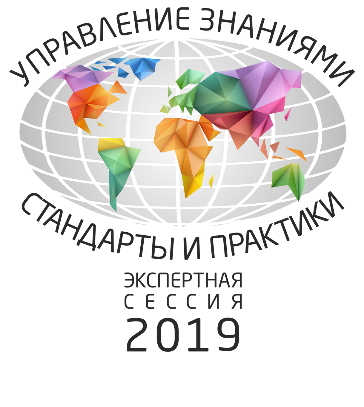 УПРАВЛЕНИЕ ЗНАНИЯМИ
СТАНДАРТЫ И ПРАКТИКИ
ЭКСПЕРТНАЯ
СЕССИЯ
2019